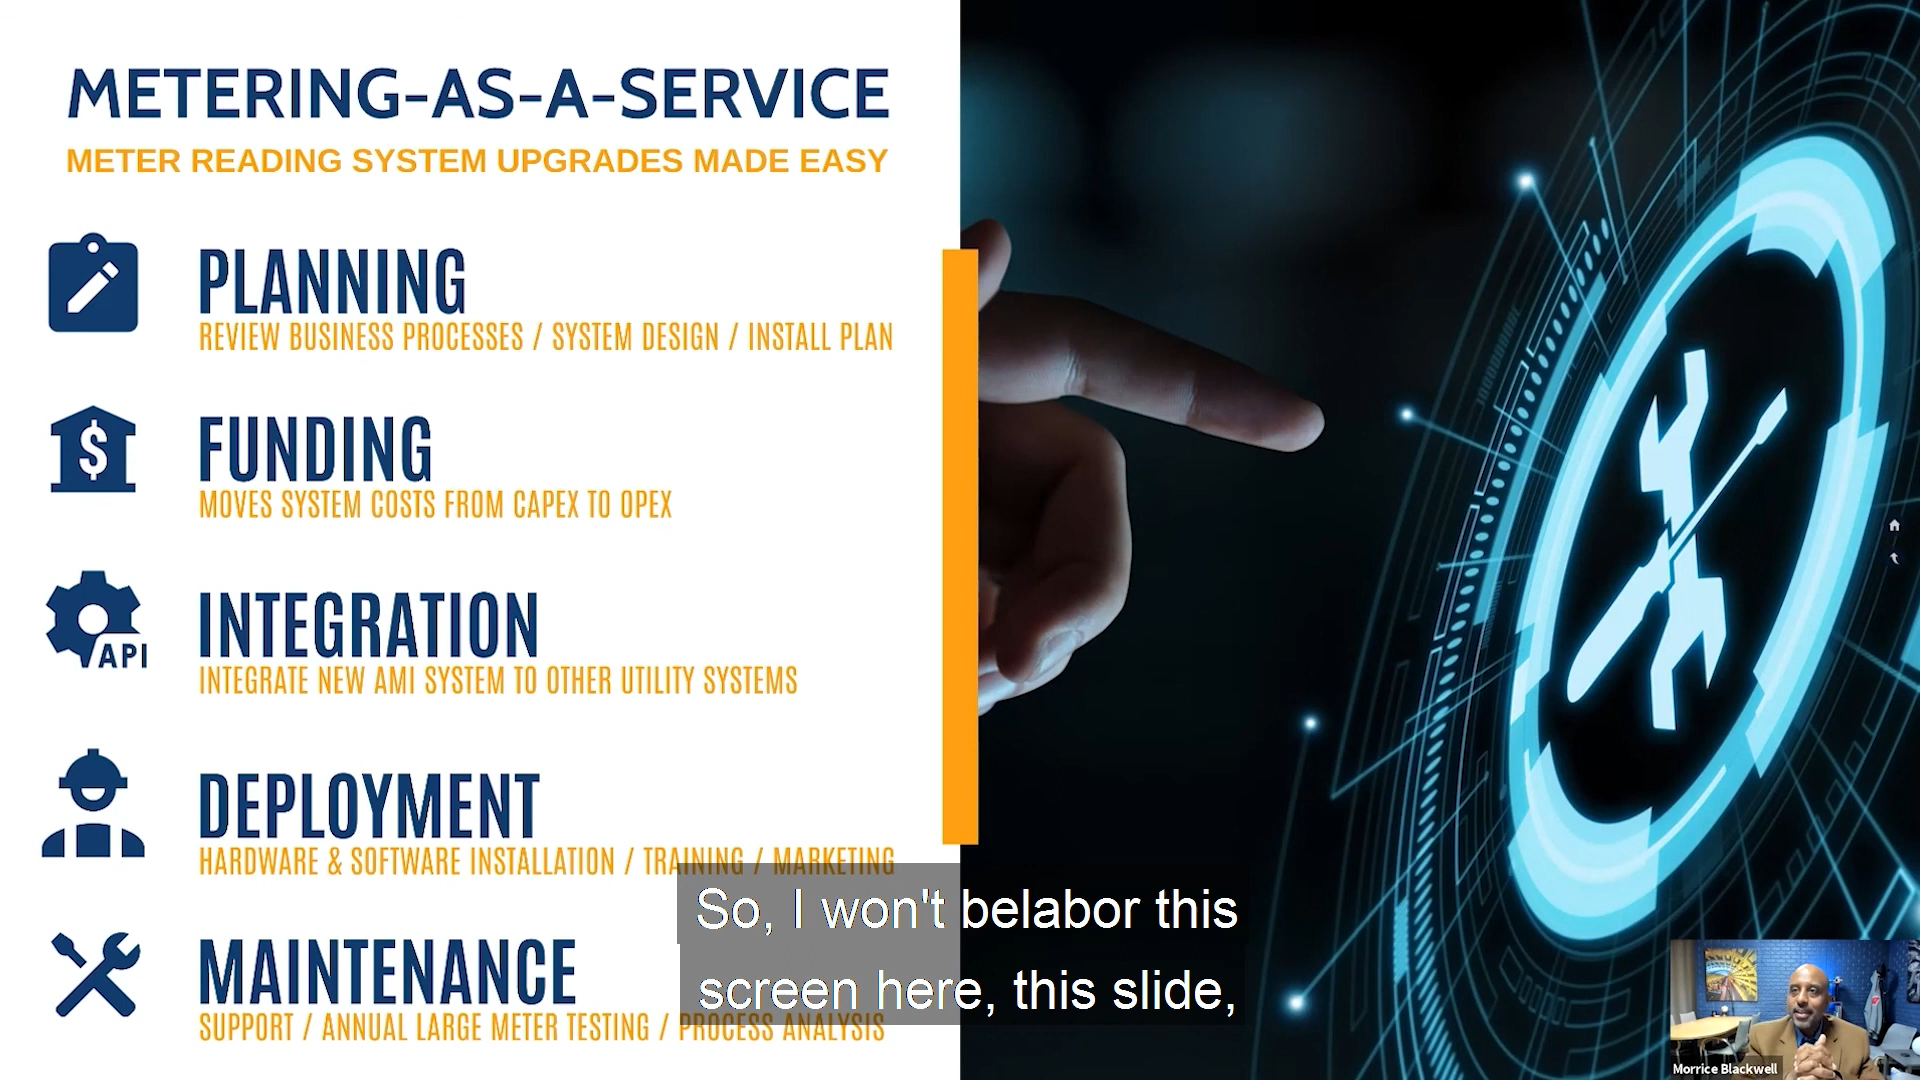 METERING-AS-A-SERVICE
METER READING SYSTEM UPGRADES MADE EASY
PLANNING
REVIEW BUSINESS PROCESSES / SYSTEM DESIGN / INSTALL PLAN
$
FUNDING
MOVES SYSTEM COSTS FROM CAPEX TO OPEX
API
INTEGRATION
INTEGRATE NEW AMI SYSTEM TO OTHER UTILITY SYSTEMS
DEPLOYMENT
HARDWARE & SOFTWARE INSTALLATION / TRAINING / MARKETING
MAINTENANCE
SUPPORT / ANNUAL LARGE METER TESTING / PROCESS ANALYSIS
So, I won't belabor this
screen here, this slide,
Morrice Blackwell